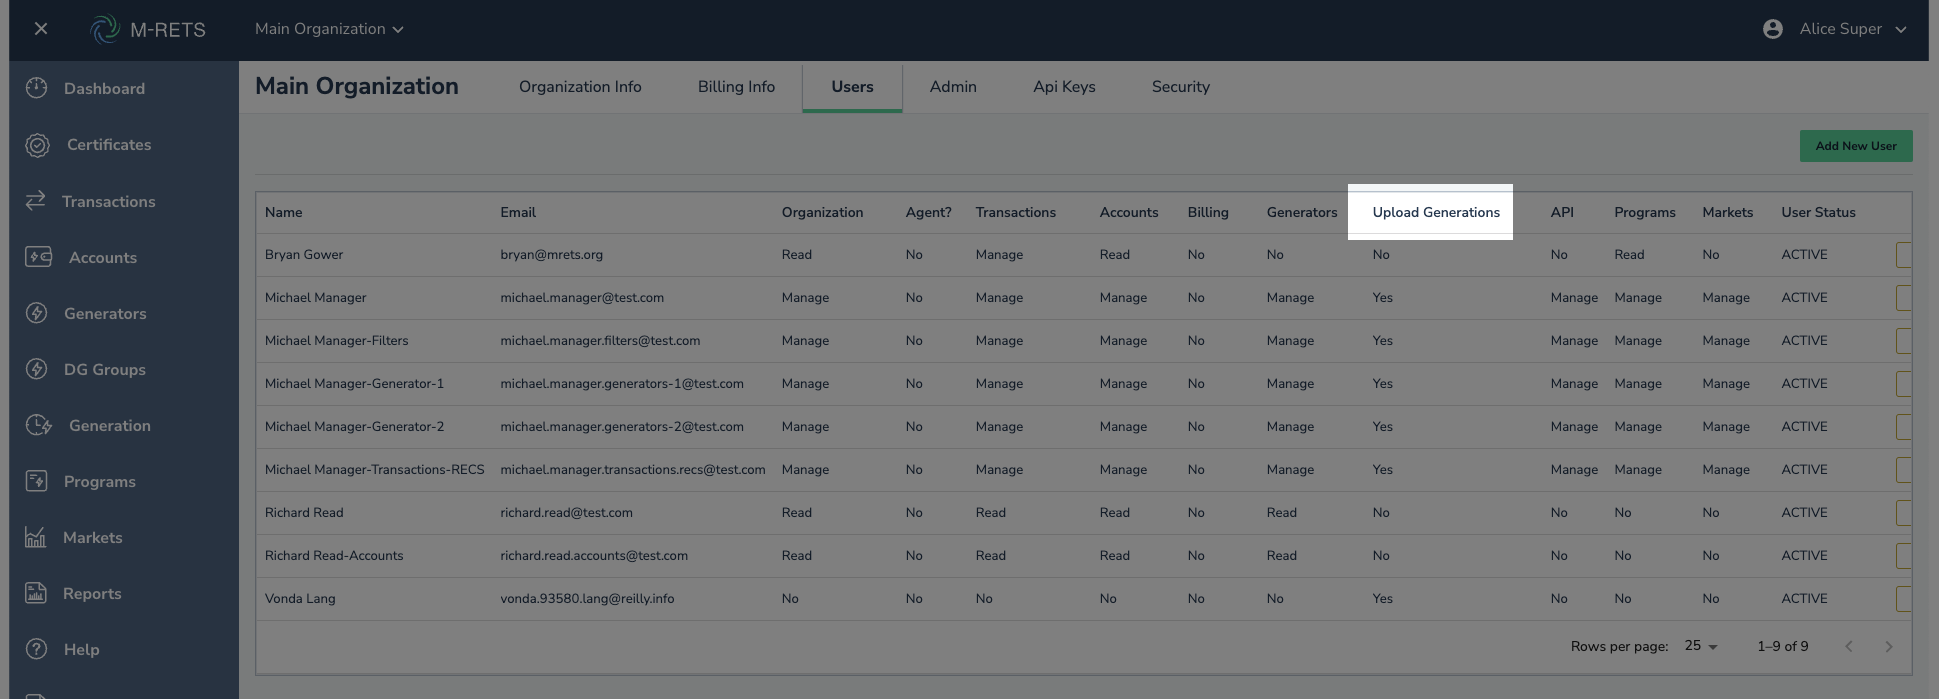 M-RETS Main Organization Alice Super
Dashboard
Certificates
Transactions
Accounts
Generators
DG Groups
Generation
Programs
Markets
Reports
Help
Main Organization Organization Info Billing Info Users Admin Api Keys Security
Add New User
Name Email Organization Agent? Transactions Accounts Billing Generators Upload Generations API Programs Markets User Status
Bryan Gower bryan@mrets.org Read No Manage Read No No No No Read No ACTIVE
Michael Manager michael.manager@test.com Manage No Manage Manage No Manage Yes Manage Manage Manage ACTIVE
Michael Manager-Filters michael.manager.filters@test.com Manage No Manage Manage No Manage Yes Manage Manage Manage ACTIVE
Michael Manager-Generator-1 michael.manager.generators-1@test.com Manage No Manage Manage No Manage Yes Manage Manage Manage ACTIVE
Michael Manager-Generator-2 michael.manager.generators-2@test.com Manage No Manage Manage No Manage Yes Manage Manage Manage ACTIVE
Michael Manager-Transactions-RECS michael.manager.transactions.recs@test.com Manage No Manage Manage No Manage Yes Manage Manage Manage ACTIVE
Richard Read richard.read@test.com Read No Read Read No Read No No No No ACTIVE
Richard Read-Accounts richard.read.accounts@test.com Read No Read Read No Read No No No No ACTIVE
Vonda Lang vonda.93580.lang@reilly.info No No No No No No Yes No No No ACTIVE
Rows per page: 25 1–9 of 9